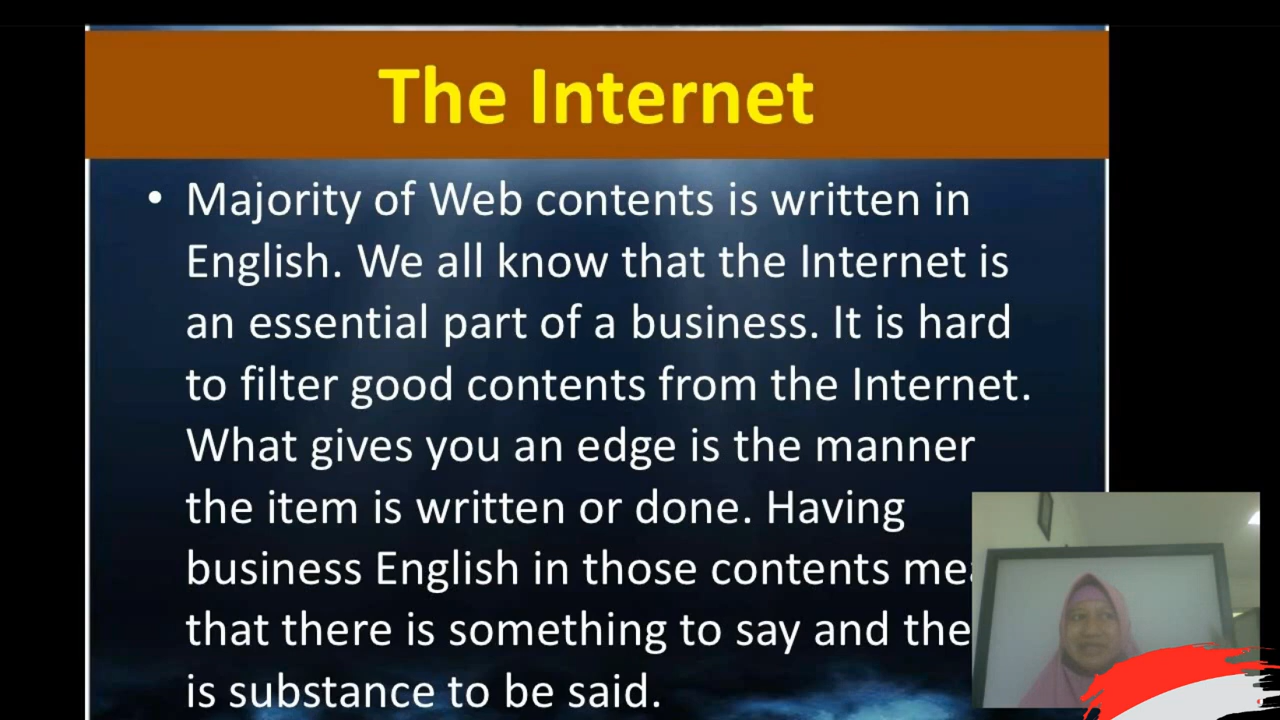 The Internet
• Majority of Web contents is written in
English. We all know that the Internet is
an essential part of a business. It is hard
to filter good contents from the Internet.
What gives you an edge is the manner
the item is written or done. Having
business English in those contents
that there is something to say and
is substance to be said.